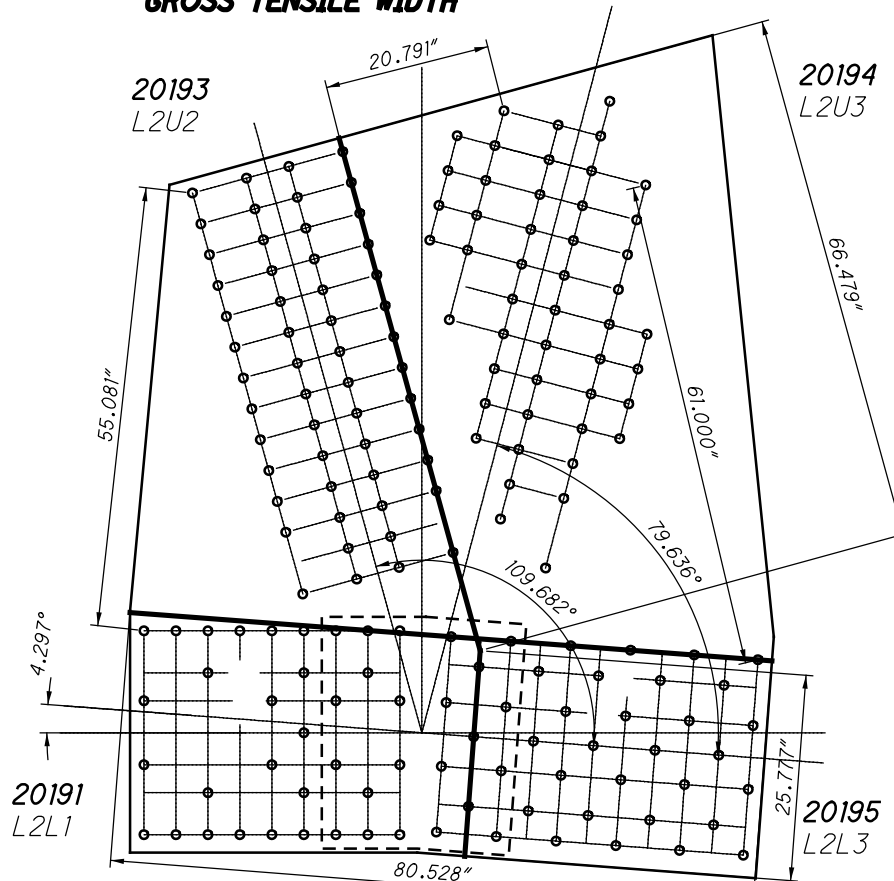 GROSS TENSILE WIDTH
20.791"
20193
L2U2
20194
L2U3
66.479"
55.081"
61.000"
79.636°
109.682°
4.297°
25.777"
20191
L2L1
20195
L2L3
80.528"